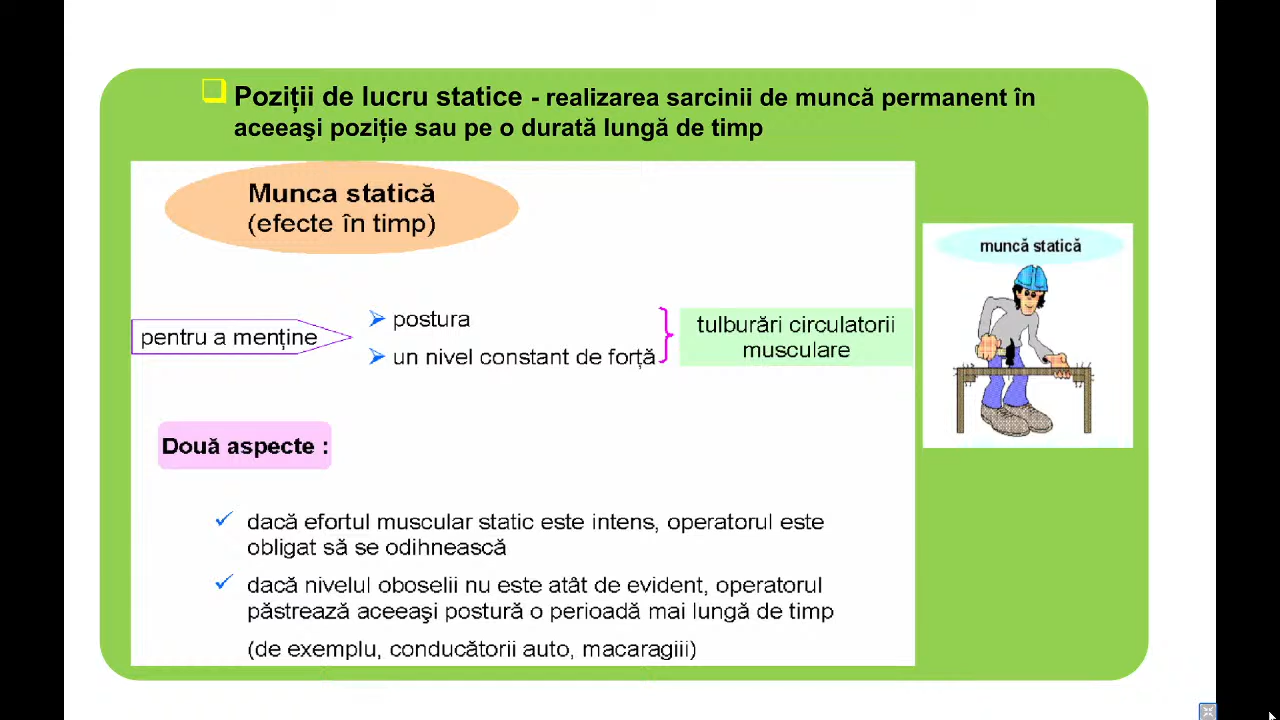 Poziții de lucru statice - realizarea sarcinii de muncă permanent în
aceeaşi poziție sau pe o durată lungă de timp
Munca statică
(efecte în timp)
pentru a menține
postura
un nivel constant de forță
tulburări circulatorii
musculare
muncă statică
Două aspecte :
dacă efortul muscular static este intens, operatorul este
obligat să se odihnească
dacă nivelul oboselii nu este atât de evident, operatorul
păstrează aceeaşi postură o perioadă mai lungă de timp
(de exemplu, conducătorii auto, macaragiii)